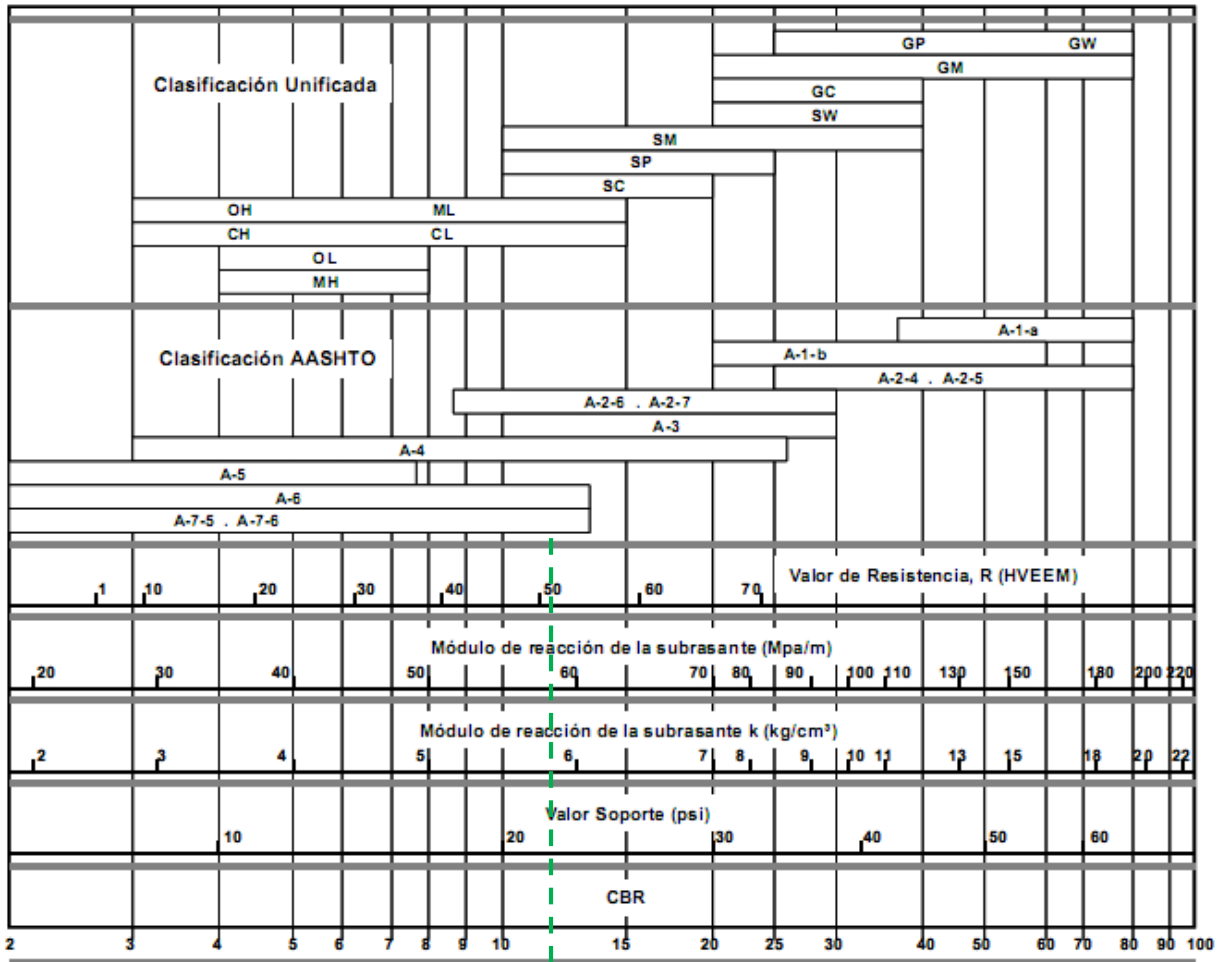 GP GW
GM
Clasificación Unificada
GC
SW
SM
SP
SC
OH ML
CH CL
OL
MH
A-1-a
Clasificación AASHTO
A-1-b
A-2-4 . A-2-5
A-2-6 . A-2-7
A-3
A-4
A-5
A-6
A-7-5 . A-7-6
Valor de Resistencia, R (HVEEM)
1 10 20 30 40 50 60 70
Módulo de reacción de la subrasante (Mpa/m)
20 30 40 50 60 70 80 90 100 110 130 150 180 200 220
Módulo de reacción de la subrasante k (kg/cm³)
2 3 4 5 6 7 8 9 10 11 13 15 18 20 22
Valor Soporte (psi)
10 20 30 40 50 60
CBR
2 3 4 5 6 7 8 9 10 15 20 25 30 40 50 60 70 80 90 100